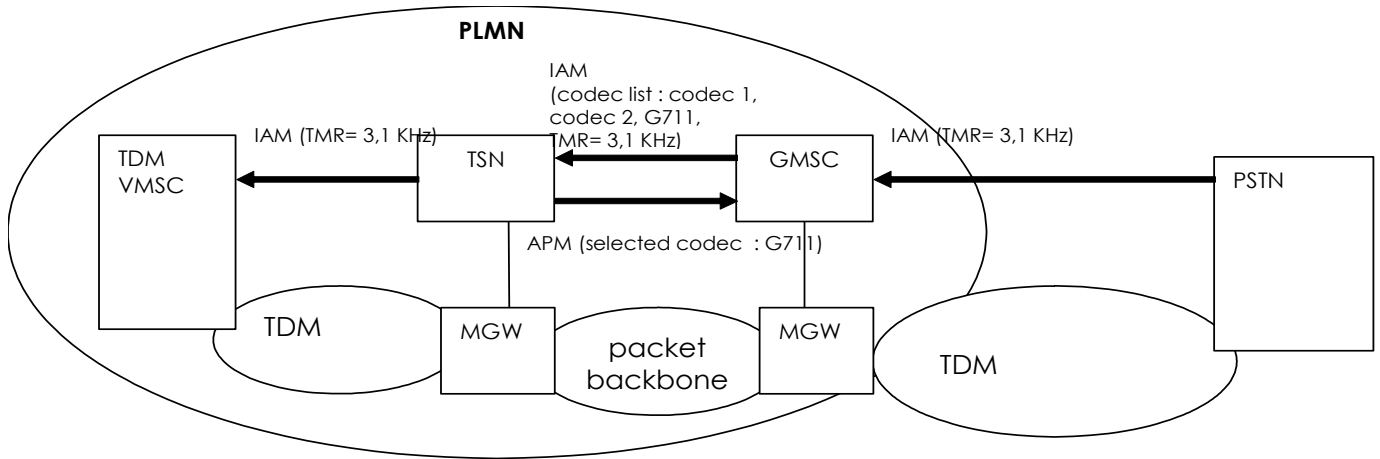 PLMN
IAM
(codec list : codec 1,
codec 2, G711,
TMR= 3,1 KHz)
IAM (TMR= 3,1 KHz)
IAM (TMR= 3,1 KHz)
TDM
VMSC
TSN
GMSC
PSTN
APM (selected codec : G711)
TDM
MGW
packet
backbone
MGW
TDM